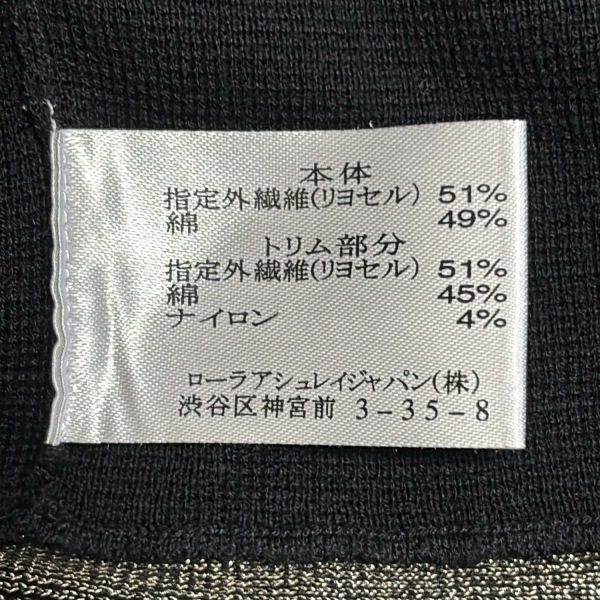 本体
指定外繊維(リヨセル) 51%
綿 49%
トリム部分
指定外繊維(リヨセル) 51%
綿 45%
ナイロン 4%
ローラアシュレイジャパン(株)
渋谷区神宮前 3-35-8